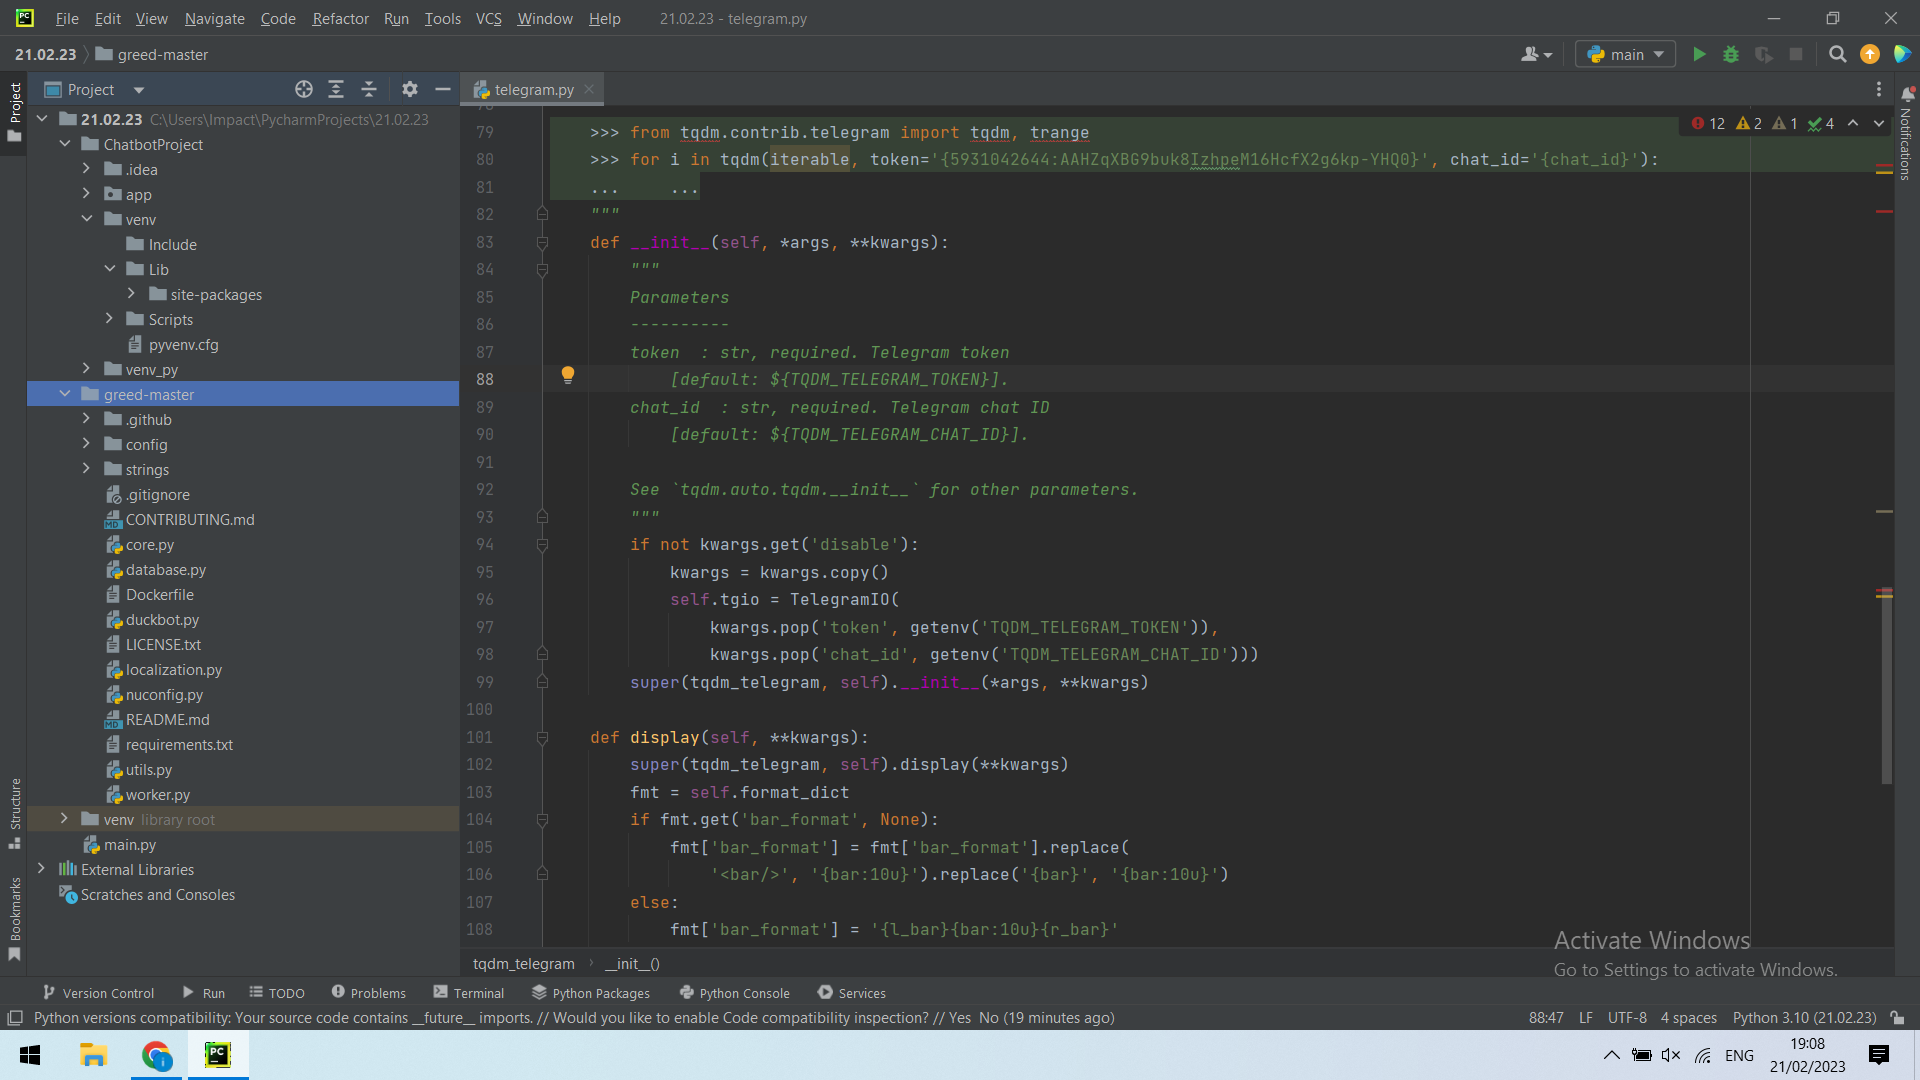 File Edit View Navigate Code Refactor Run Tools VCS Window Help 21.02.23 - telegram.py
21.02.23 greed-master
main
Project
Project
telegram.py
12 2 1 4
Notifications
21.02.23 C:\Users\Impact\PycharmProjects\21.02.23
ChatbotProject
.idea
app
venv
Include
Lib
site-packages
Scripts
pyvenv.cfg
venv_py
greed-master
.github
config
strings
.gitignore
CONTRIBUTING.md
core.py
database.py
Dockerfile
duckbot.py
LICENSE.txt
localization.py
nuconfig.py
README.md
requirements.txt
utils.py
worker.py
venv library root
main.py
External Libraries
Scratches and Consoles
Structure
Bookmarks
79 >>> from tqdm.contrib.telegram import tqdm, trange
80 >>> for i in tqdm(iterable, token='{5931042644:AAHZqXBG9buk8IzhpeM16HcfX2g6kp-YHQ0}', chat_id='{chat_id}'):
81 ... ...
82 """
83 def __init__(self, *args, **kwargs):
84 """
85 Parameters
86 ----------
87 token : str, required. Telegram token
88 [default: ${TQDM_TELEGRAM_TOKEN}].
89 chat_id : str, required. Telegram chat ID
90 [default: ${TQDM_TELEGRAM_CHAT_ID}].
91
92 See `tqdm.auto.tqdm.__init__` for other parameters.
93 """
94 if not kwargs.get('disable'):
95 kwargs = kwargs.copy()
96 self.tgio = TelegramIO(
97 kwargs.pop('token', getenv('TQDM_TELEGRAM_TOKEN')),
98 kwargs.pop('chat_id', getenv('TQDM_TELEGRAM_CHAT_ID')))
99 super(tqdm_telegram, self).__init__(*args, **kwargs)
100
101 def display(self, **kwargs):
102 super(tqdm_telegram, self).display(**kwargs)
103 fmt = self.format_dict
104 if fmt.get('bar_format', None):
105 fmt['bar_format'] = fmt['bar_format'].replace(
106 '<bar/>', '{bar:10u}').replace('{bar}', '{bar:10u}')
107 else:
108 fmt['bar_format'] = '{l_bar}{bar:10u}{r_bar}'
Activate Windows
Go to Settings to activate Windows.
tqdm_telegram __init__()
Version Control Run TODO Problems Terminal Python Packages Python Console Services
Python versions compatibility: Your source code contains __future__ imports. // Would you like to enable Code compatibility inspection? // Yes No (19 minutes ago) 88:47 LF UTF-8 4 spaces Python 3.10 (21.02.23)
ENG
19:08
21/02/2023